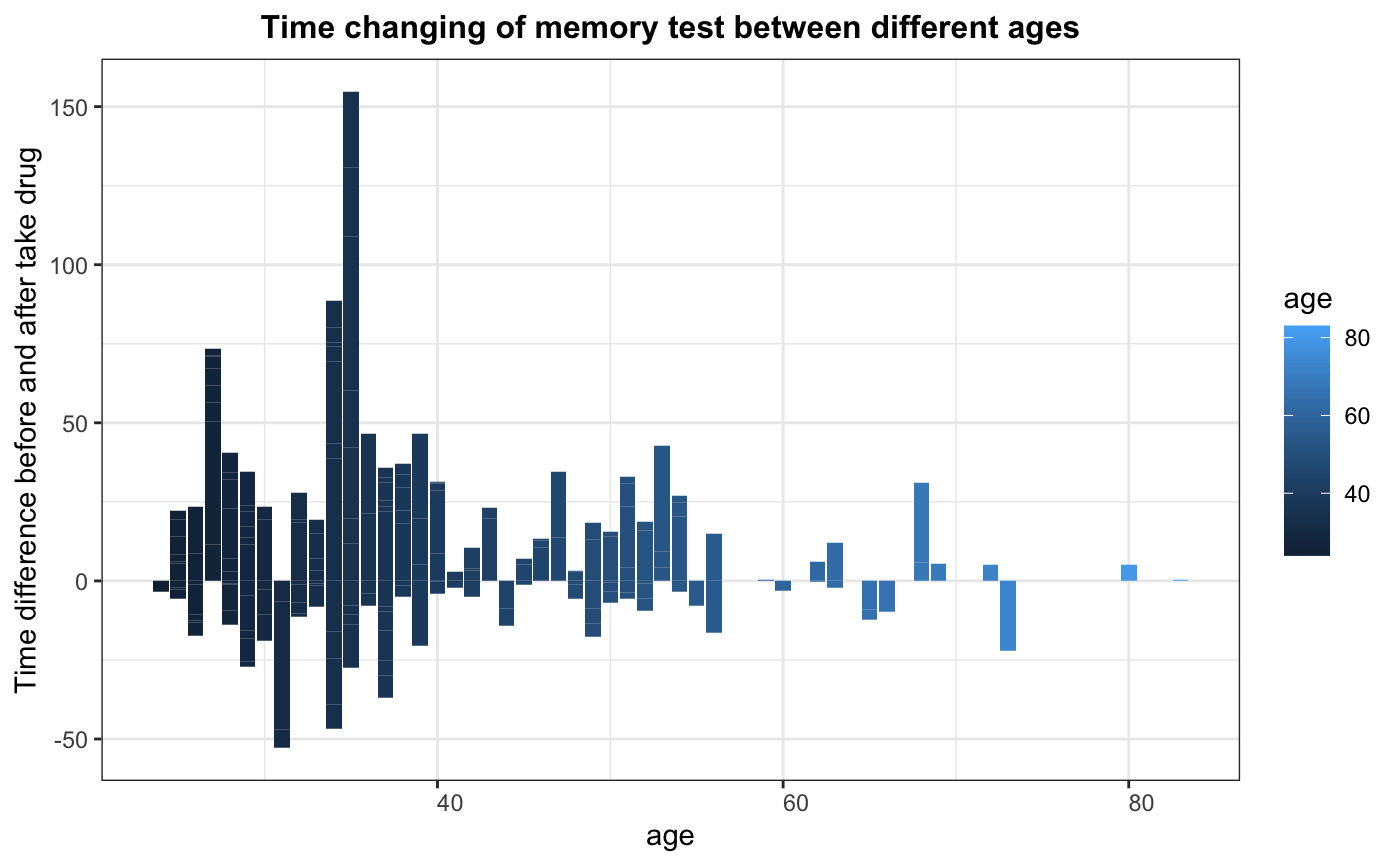 Time changing of memory test between different ages
Time difference before and after take drug
150
100
50
0
-50
40
60
80
age
age
80
60
40